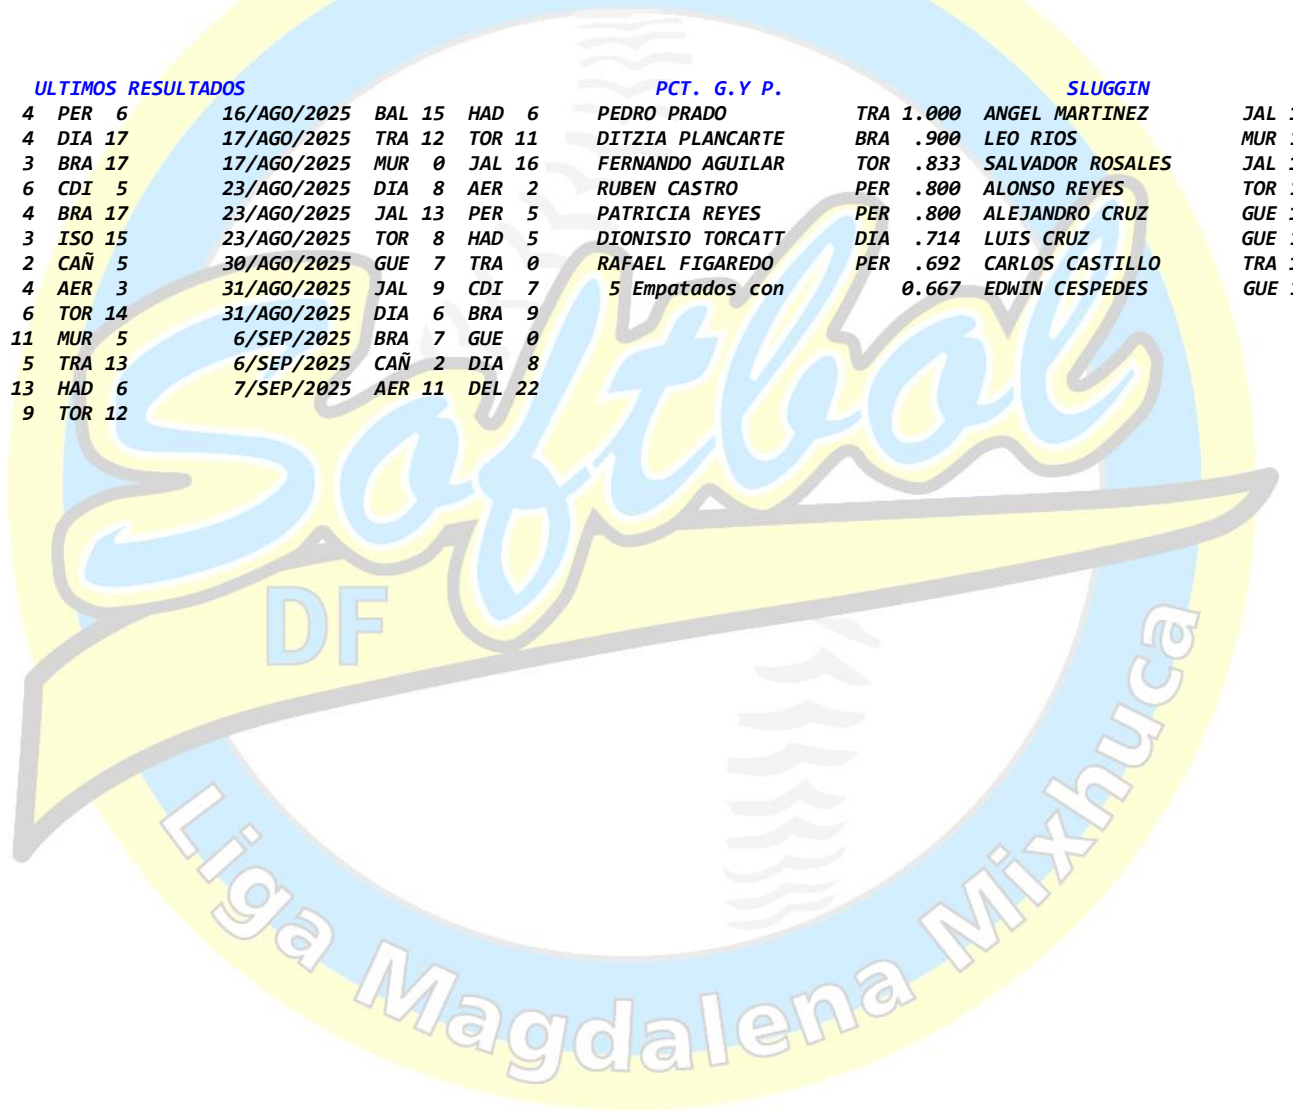 ULTIMOS RESULTADOS PCT. G.Y P. SLUGGIN
4 PER 6 16/AGO/2025 BAL 15 HAD 6 PEDRO PRADO TRA 1.000 ANGEL MARTINEZ JAL
4 DIA 17 17/AGO/2025 TRA 12 TOR 11 DITZIA PLANCARTE BRA .900 LEO RIOS MUR
3 BRA 17 17/AGO/2025 MUR 0 JAL 16 FERNANDO AGUILAR TOR .833 SALVADOR ROSALES JAL
6 CDI 5 23/AGO/2025 DIA 8 AER 2 RUBEN CASTRO PER .800 ALONSO REYES TOR
4 BRA 17 23/AGO/2025 JAL 13 PER 5 PATRICIA REYES PER .800 ALEJANDRO CRUZ GUE
3 ISO 15 23/AGO/2025 TOR 8 HAD 5 DIONISIO TORCATT DIA .714 LUIS CRUZ GUE
2 CAÑ 5 30/AGO/2025 GUE 7 TRA 0 RAFAEL FIGAREDO PER .692 CARLOS CASTILLO TRA
4 AER 3 31/AGO/2025 JAL 9 CDI 7 5 Empatados con 0.667 EDWIN CESPEDES GUE
6 TOR 14 31/AGO/2025 DIA 6 BRA 9
11 MUR 5 6/SEP/2025 BRA 7 GUE 0
5 TRA 13 6/SEP/2025 CAÑ 2 DIA 8
13 HAD 6 7/SEP/2025 AER 11 DEL 22
9 TOR 12
Softbol
DF
Liga Magdalena Mixhuca